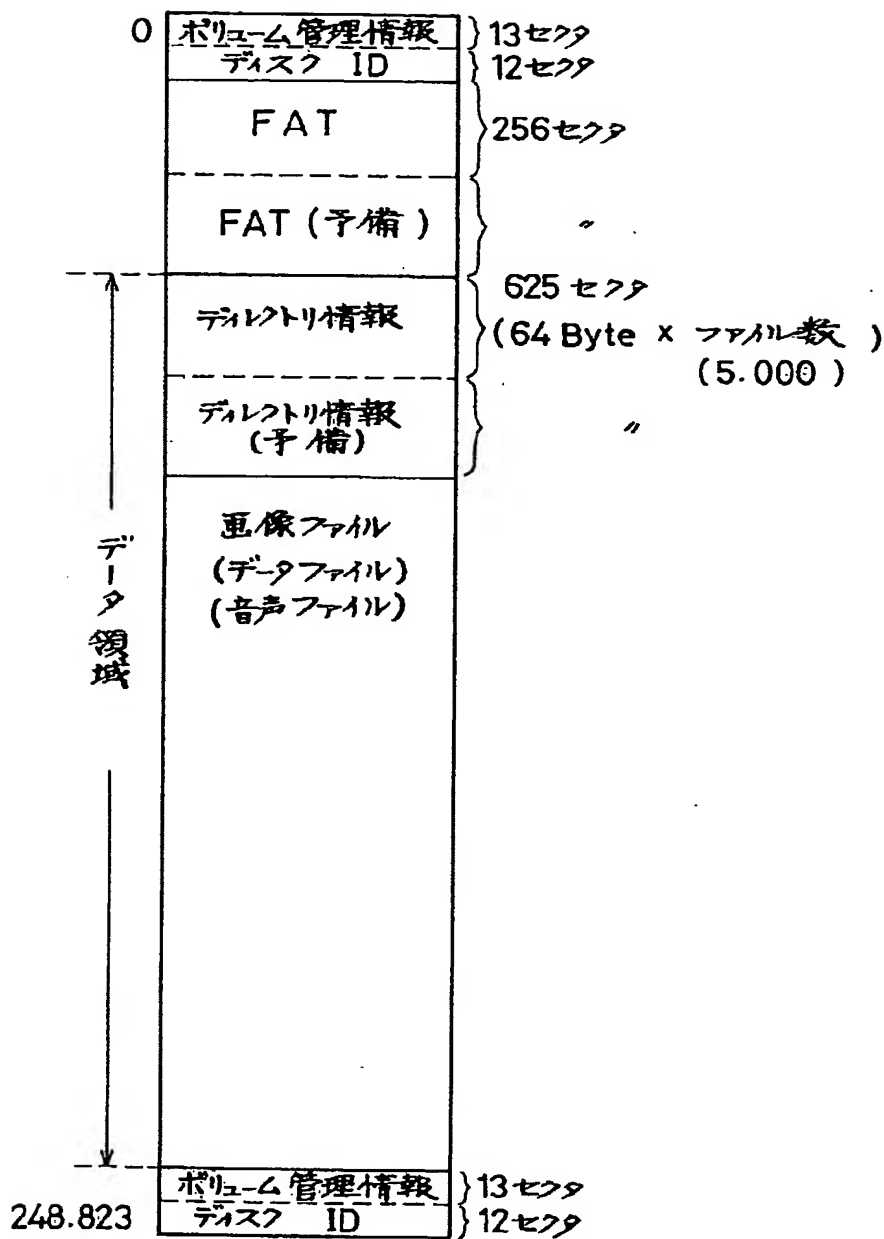 0
ボリューム管理情報
13セクタ
ディスク ID
12セクタ
FAT
256セクタ
FAT (予備)
〃
625セクタ
ディレクトリ情報
(64 Byte × ファイル数 )
(5.000)
ディレクトリ情報
(予備)
〃
データ領域
画像ファイル
(データファイル)
(音声ファイル)
ボリューム管理情報
13セクタ
248.823
ディスク ID
12セクタ